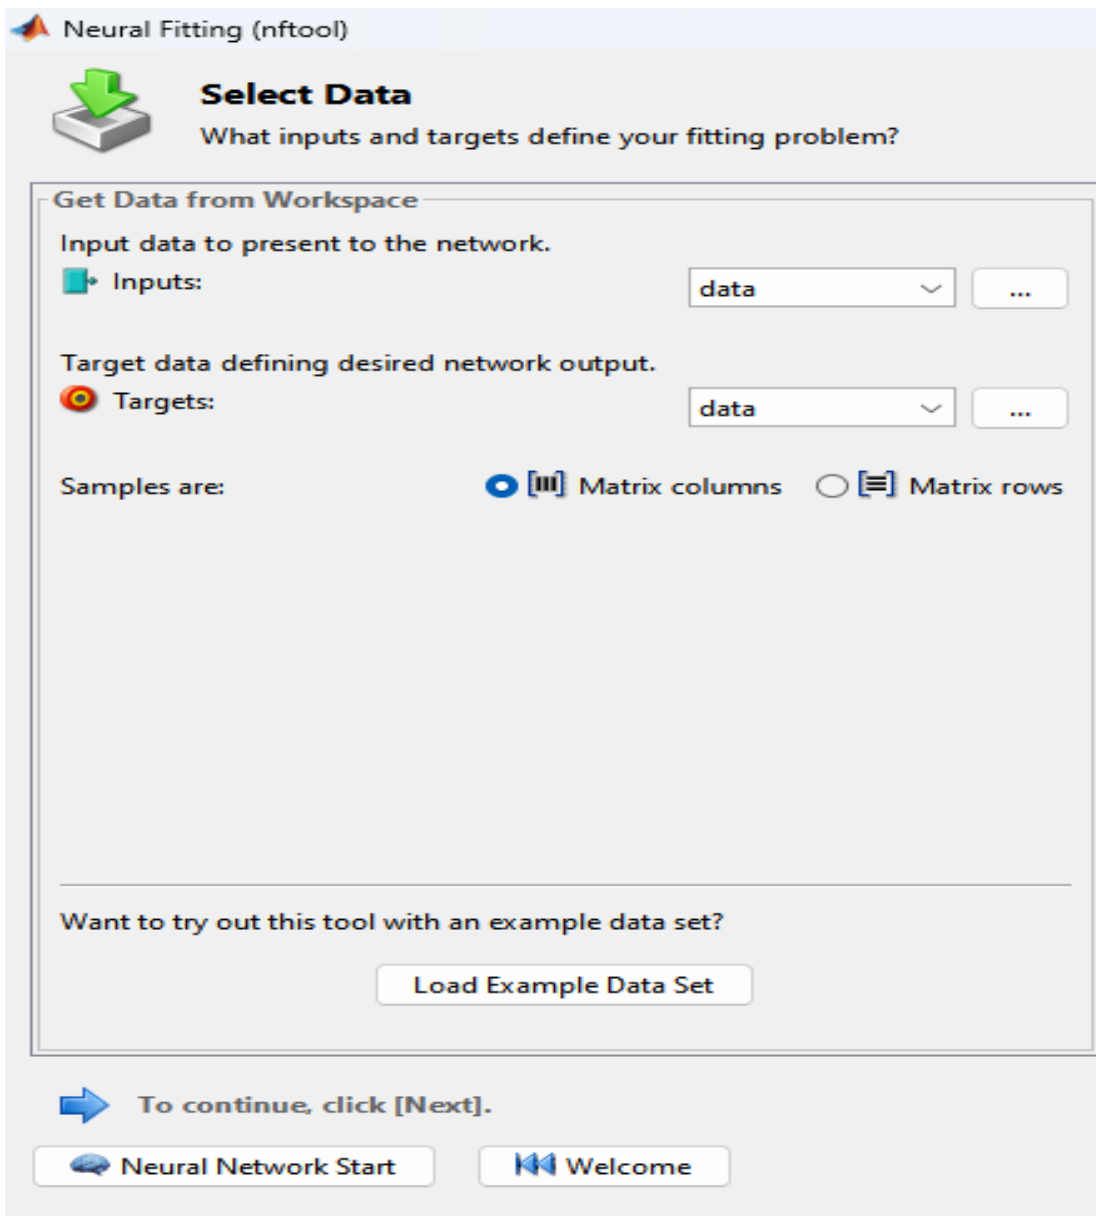 Neural Fitting (nftool)
Select Data
What inputs and targets define your fitting problem?
Get Data from Workspace
Input data to present to the network.
Inputs: data ...
Target data defining desired network output.
Targets: data ...
Samples are: Matrix columns Matrix rows
Want to try out this tool with an example data set?
Load Example Data Set
To continue, click [Next].
Neural Network Start Welcome